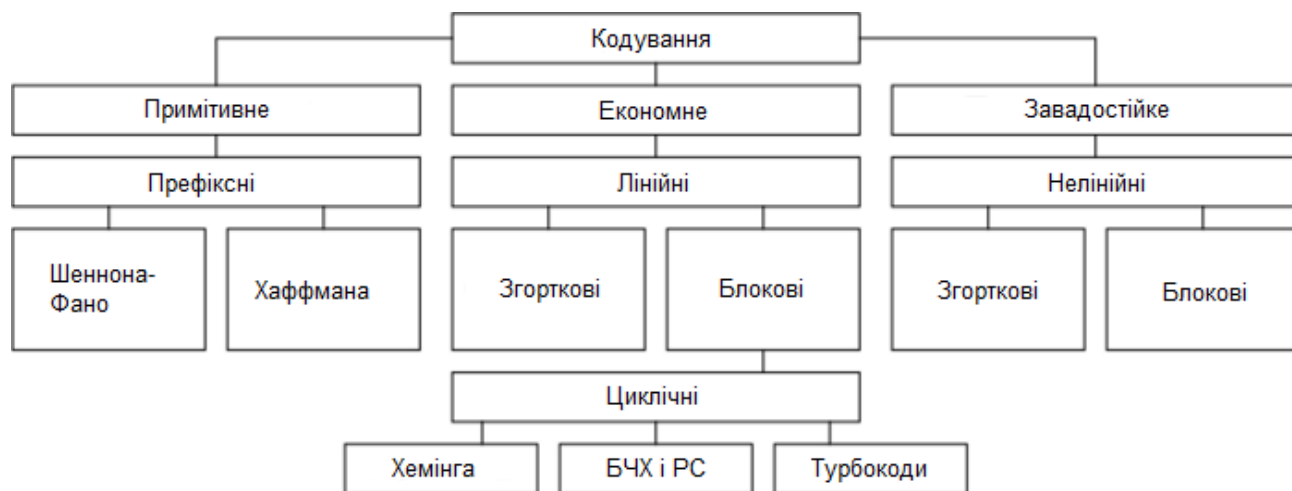 Кодування
Примітивне
Економне
Завадостійке
Префіксні
Лінійні
Нелінійні
Шеннона-
Фано
Хаффмана
Згорткові
Блокові
Згорткові
Блокові
Циклічні
Хемінга
БЧХ і РС
Турбокоди